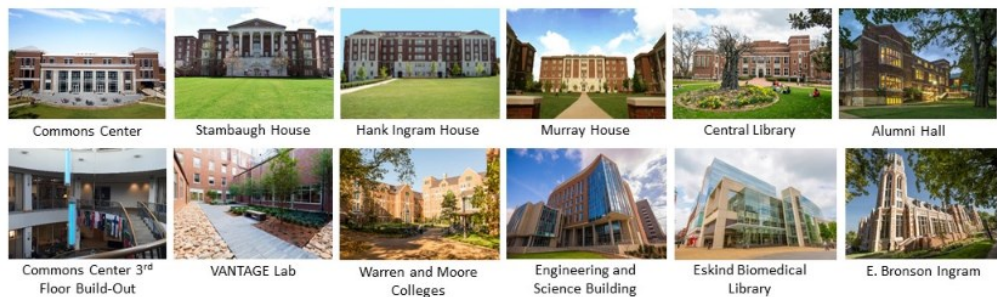 Commons Center
Stambaugh House
Hank Ingram House
Murray House
Central Library
Alumni Hall
Commons Center 3rd
Floor Build-Out
VANTAGE Lab
Warren and Moore
Colleges
Engineering and
Science Building
Eskind Biomedical
Library
E. Bronson Ingram